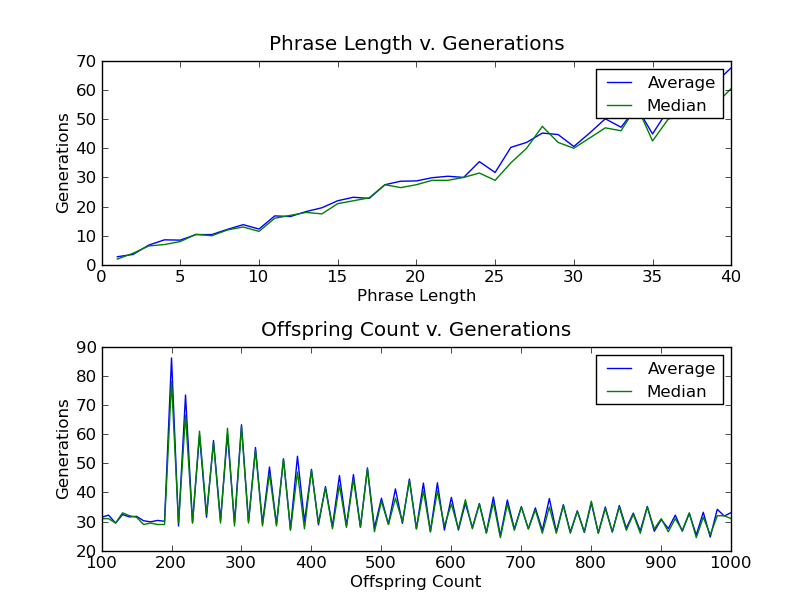 Phrase Length v. Generations
70
60
50
40
30
20
10
0
Generations
Average
Median
0 5 10 15 20 25 30 35 40
Phrase Length
Offspring Count v. Generations
90
80
70
60
50
40
30
20
Generations
Average
Median
100 200 300 400 500 600 700 800 900 1000
Offspring Count